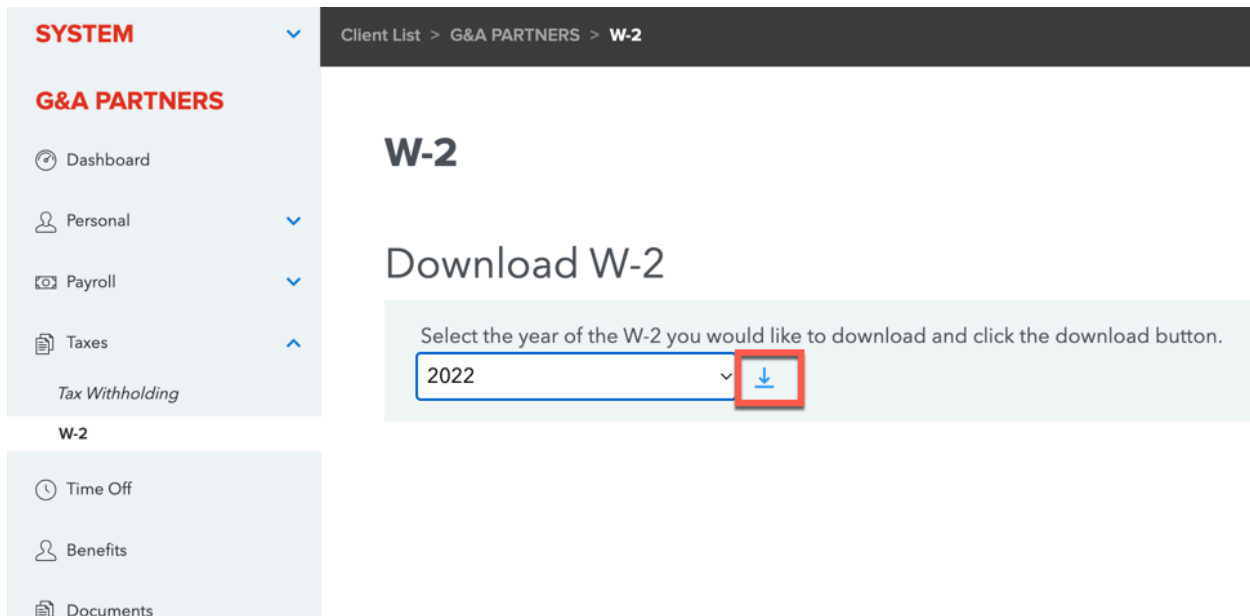 SYSTEM
G&A PARTNERS
Dashboard
Personal
Payroll
Taxes
Tax Withholding
W-2
Time Off
Benefits
Documents
Client List > G&A PARTNERS > W-2
W-2
Download W-2
Select the year of the W-2 you would like to download and click the download button.
2022